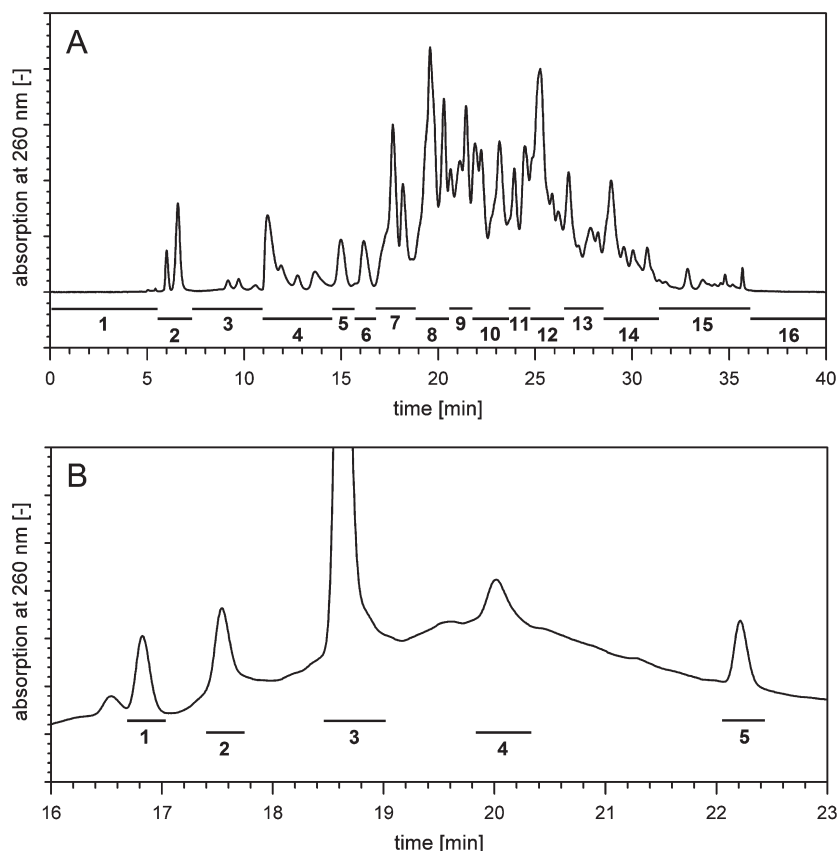 A
absorption at 260 nm [-]
1 2 3 4 5 6 7 8 9 10 11 12 13 14 15 16
0 5 10 15 20 25 30 35 40
time [min]
B
absorption at 260 nm [-]
1 2 3 4 5
16 17 18 19 20 21 22 23
time [min]